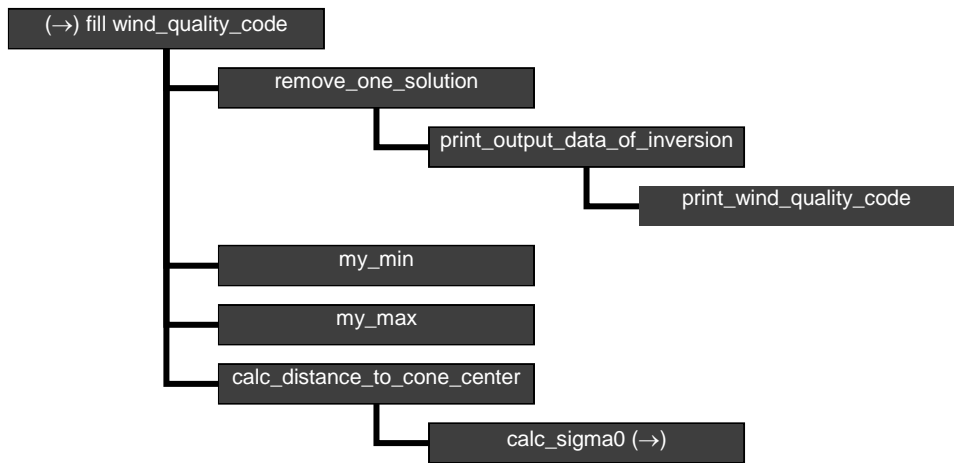 (→) fill wind_quality_code
remove_one_solution
print_output_data_of_inversion
print_wind_quality_code
my_min
my_max
calc_distance_to_cone_center
calc_sigma0 (→)